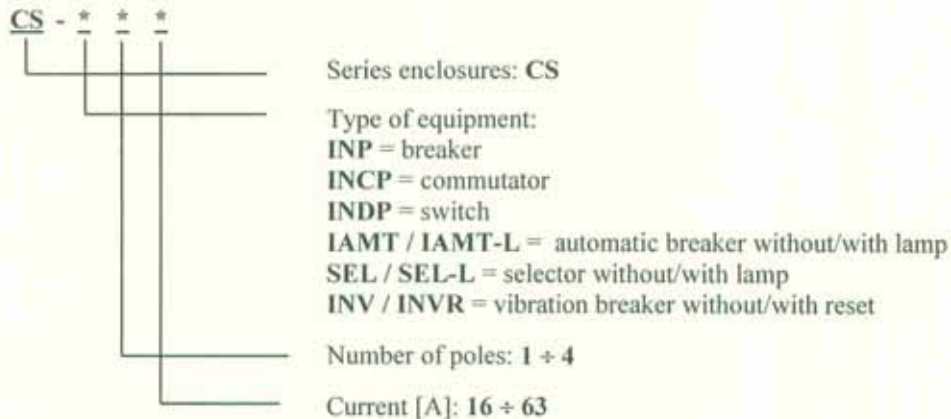 CS - * * *
Series enclosures: CS
Type of equipment:
INP = breaker
INCP = commutator
INDP = switch
IAMT / IAMT-L = automatic breaker without/with lamp
SEL / SEL-L = selector without/with lamp
INV / INVR = vibration breaker without/with reset
Number of poles: 1 ÷ 4
Current [A]: 16 ÷ 63